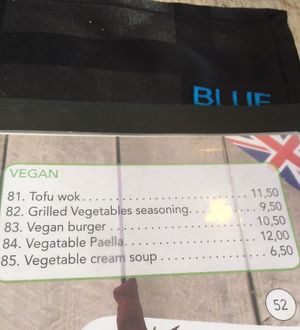 BLUE
VEGAN
81. Tofu wok. . . . . . . . . . . . . . . . . . . . . . . . . . . 11,50
82. Grilled Vegetables seasoning. . . . . . . . . . 9,50
83. Vegan burger . . . . . . . . . . . . . . . . . . . . . . 10,50
84. Vegatable Paella. . . . . . . . . . . . . . . . . . . . 12,00
85. Vegetable cream soup . . . . . . . . . . . . . . . . 6,50
52